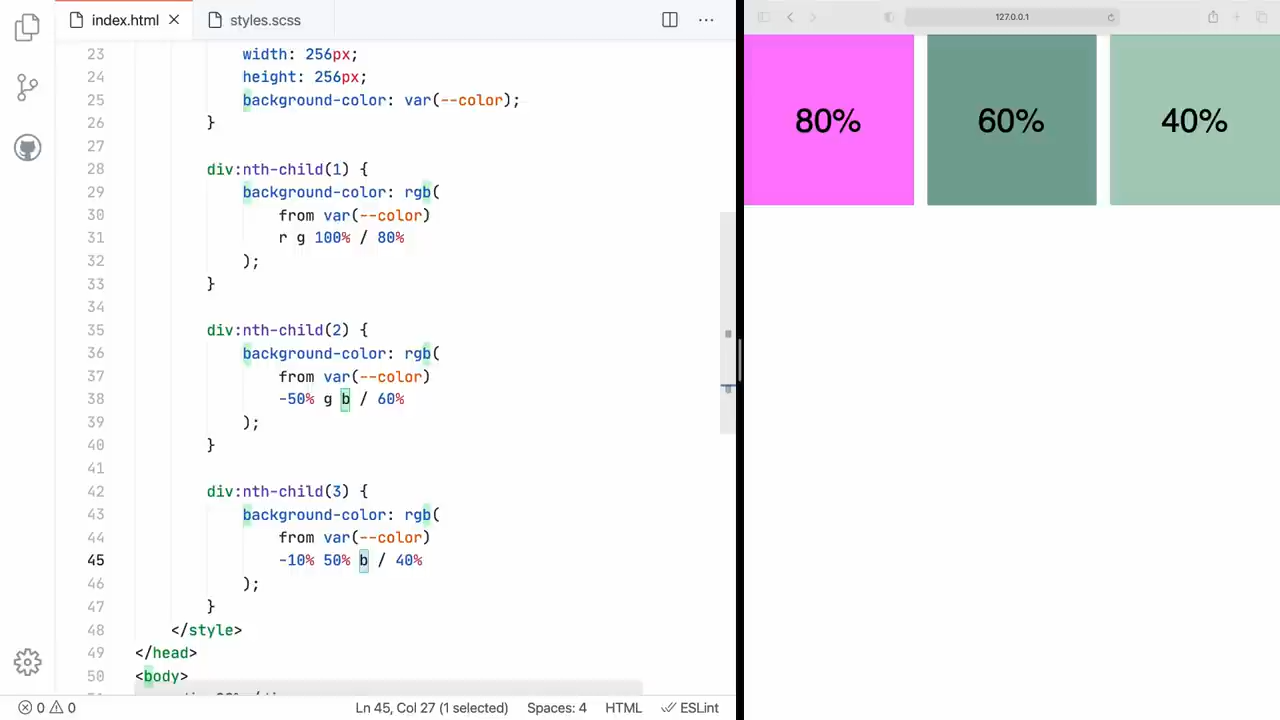 index.html
styles.scss
127.0.0.1
23 width: 256px;
24 height: 256px;
25 background-color: var(--color);
26 }
27
28 div:nth-child(1) {
29 background-color: rgb(
30 from var(--color)
31 r g 100% / 80%
32 );
33 }
34
35 div:nth-child(2) {
36 background-color: rgb(
37 from var(--color)
38 -50% g b / 60%
39 );
40 }
41
42 div:nth-child(3) {
43 background-color: rgb(
44 from var(--color)
45 -10% 50% b / 40%
46 );
47 }
48 </style>
49 </head>
50 <body>
80%
60%
40%
0 0
Ln 45, Col 27 (1 selected)
Spaces: 4
HTML
ESLint